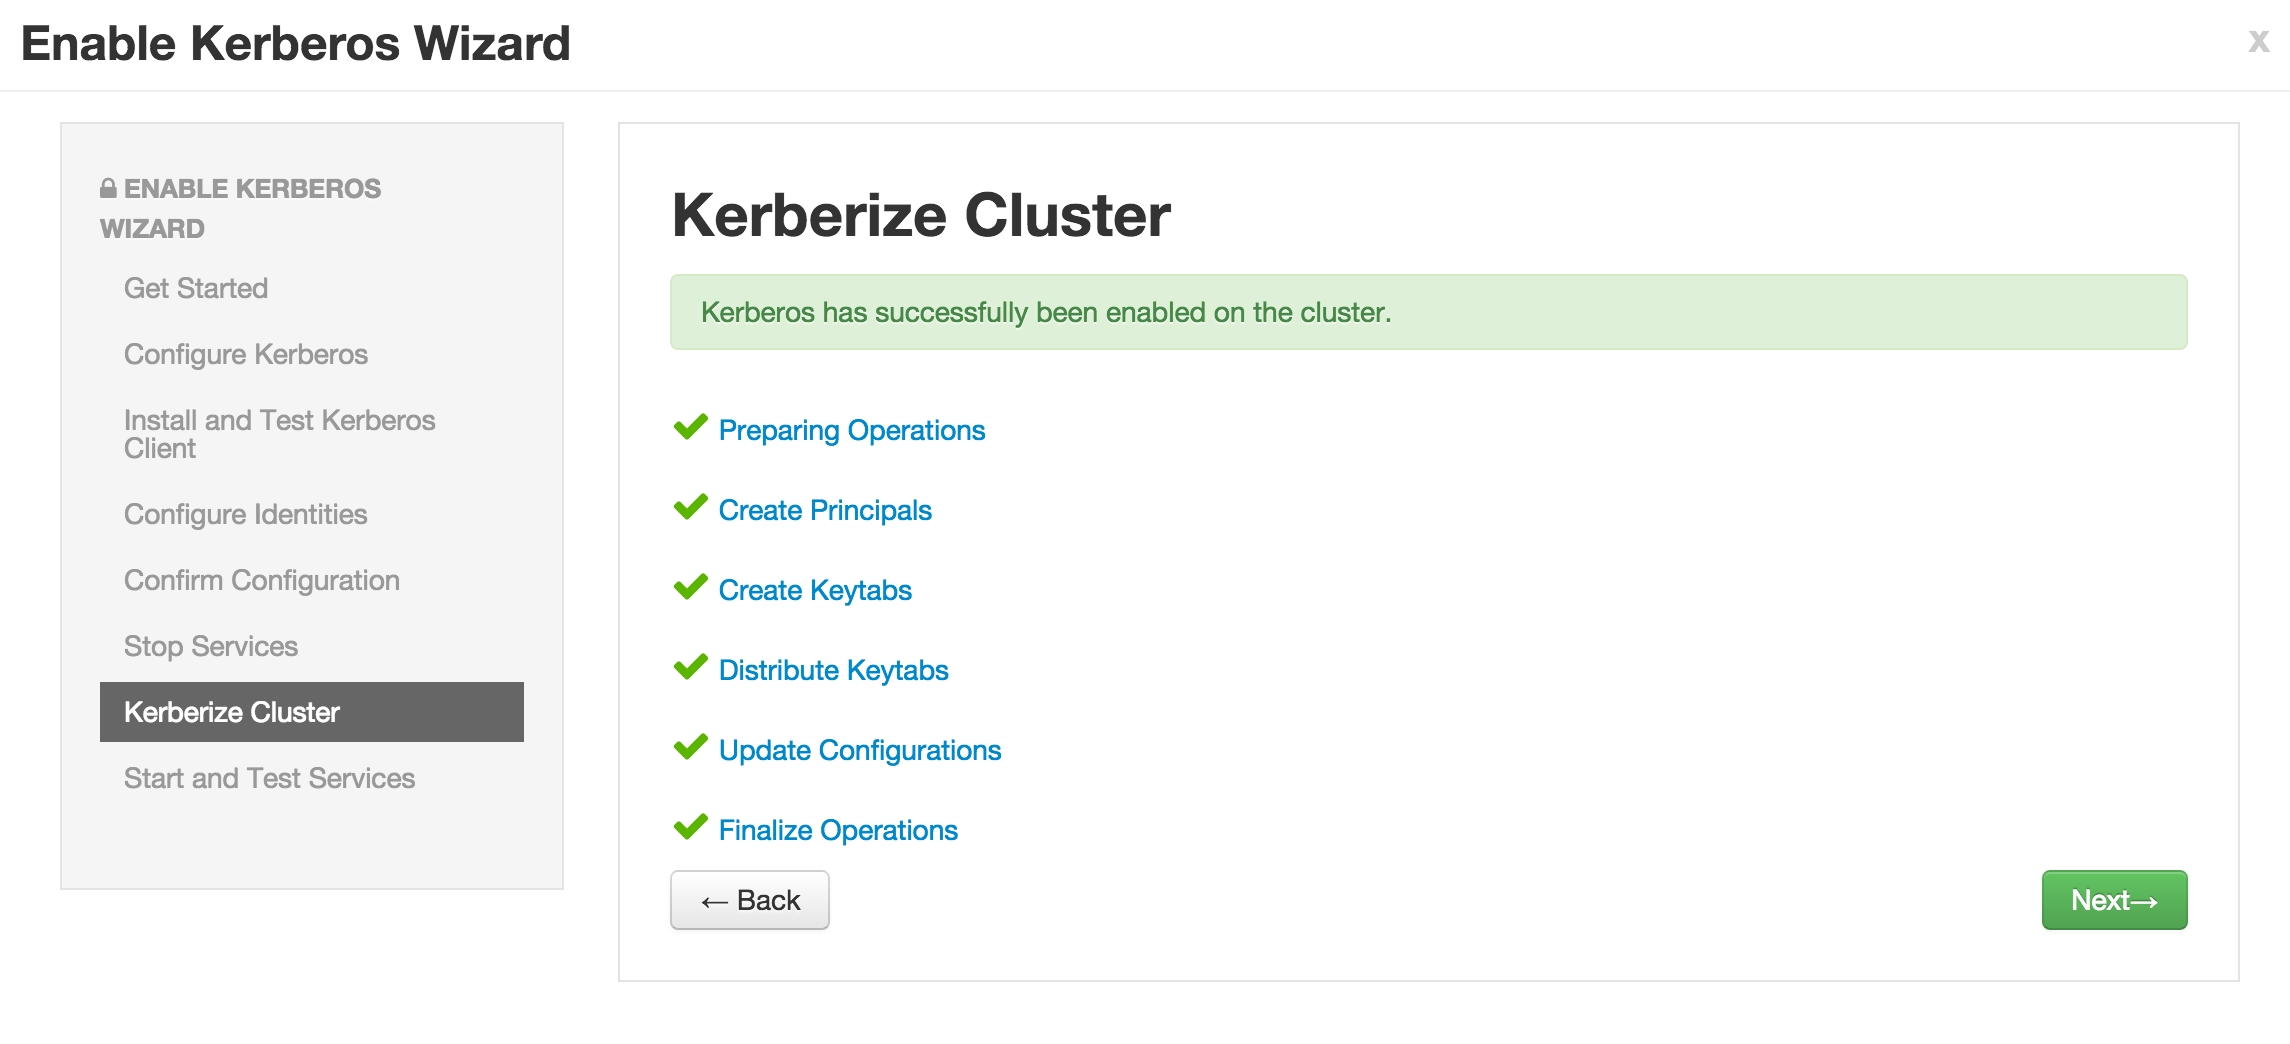 Enable Kerberos Wizard
x
ENABLE KERBEROS
WIZARD
Get Started
Configure Kerberos
Install and Test Kerberos
Client
Configure Identities
Confirm Configuration
Stop Services
Kerberize Cluster
Start and Test Services
Kerberize Cluster
Kerberos has successfully been enabled on the cluster.
Preparing Operations
Create Principals
Create Keytabs
Distribute Keytabs
Update Configurations
Finalize Operations
← Back
Next→